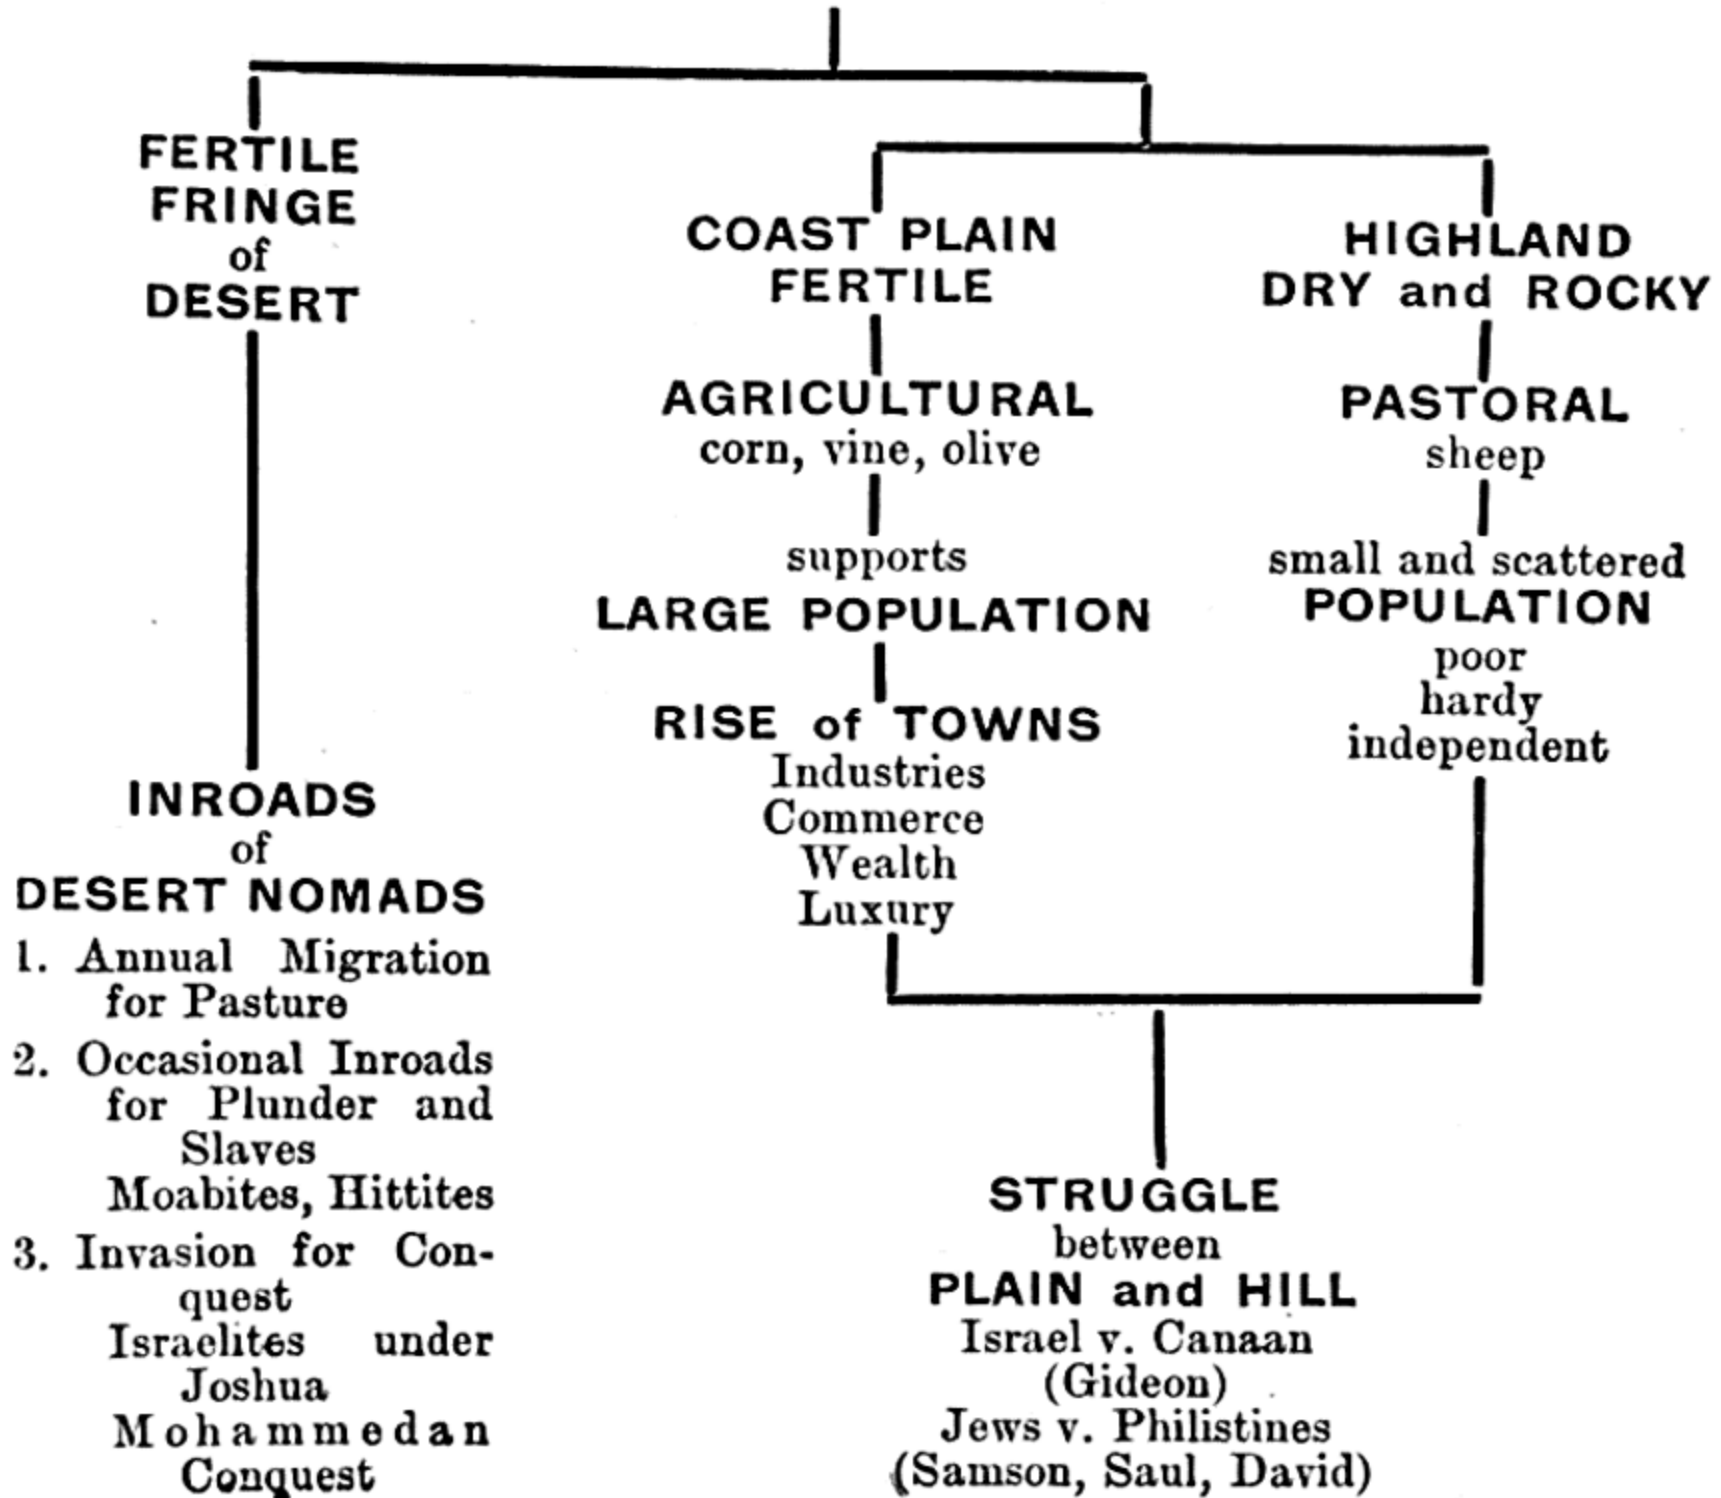 FERTILE
FRINGE
of
DESERT
INROADS
of
DESERT NOMADS
1. Annual Migration
for Pasture
2. Occasional Inroads
for Plunder and
Slaves
Moabites, Hittites
3. Invasion for Con-
quest
Israelites under
Joshua
Mohammedan
Conquest
COAST PLAIN
FERTILE
AGRICULTURAL
corn, vine, olive
supports
LARGE POPULATION
RISE of TOWNS
Industries
Commerce
Wealth
Luxury
HIGHLAND
DRY and ROCKY
PASTORAL
sheep
small and scattered
POPULATION
poor
hardy
independent
STRUGGLE
between
PLAIN and HILL
Israel v. Canaan
(Gideon)
Jews v. Philistines
(Samson, Saul, David)